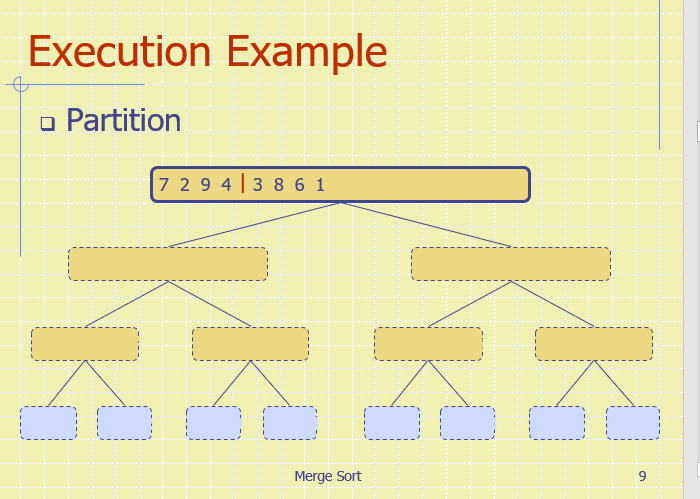 Execution Example
Partition
7 2 9 4|3 8 6 1
Merge Sort
9